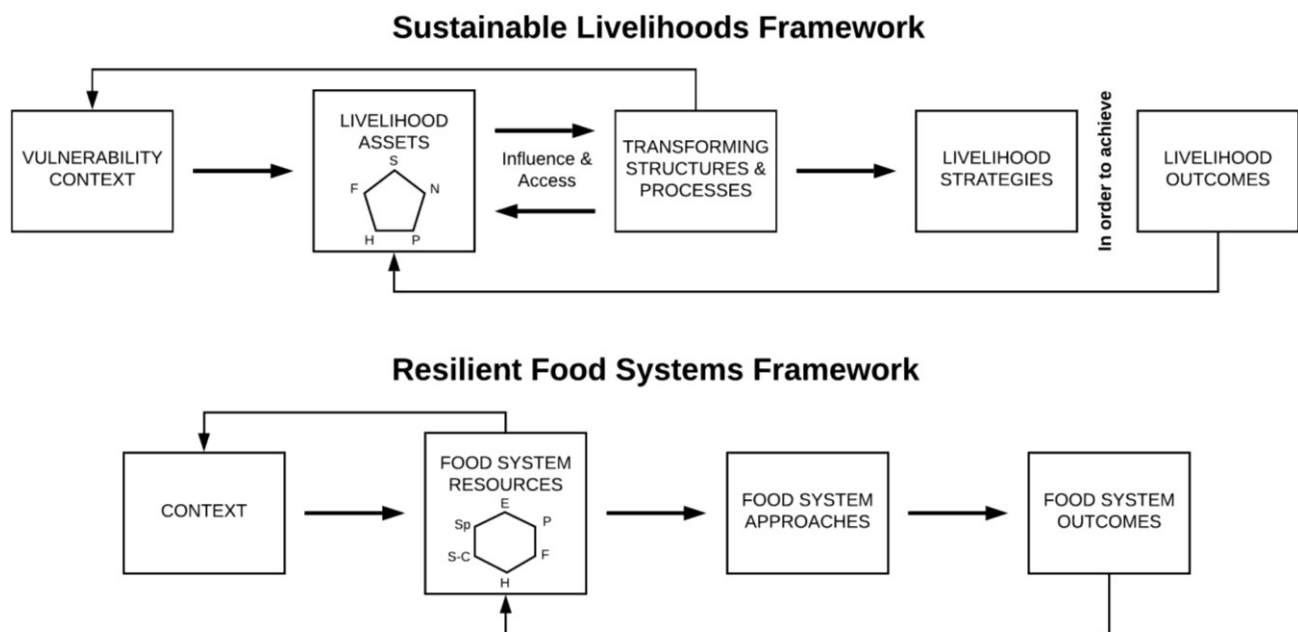 Sustainable Livelihoods Framework
VULNERABILITY
CONTEXT
LIVELIHOOD
ASSETS
S
F
N
H
P
Influence &
Access
TRANSFORMING
STRUCTURES &
PROCESSES
LIVELIHOOD
STRATEGIES
In order to achieve
LIVELIHOOD
OUTCOMES
Resilient Food Systems Framework
CONTEXT
FOOD SYSTEM
RESOURCES
E
Sp
P
S-C
F
H
FOOD SYSTEM
APPROACHES
FOOD SYSTEM
OUTCOMES